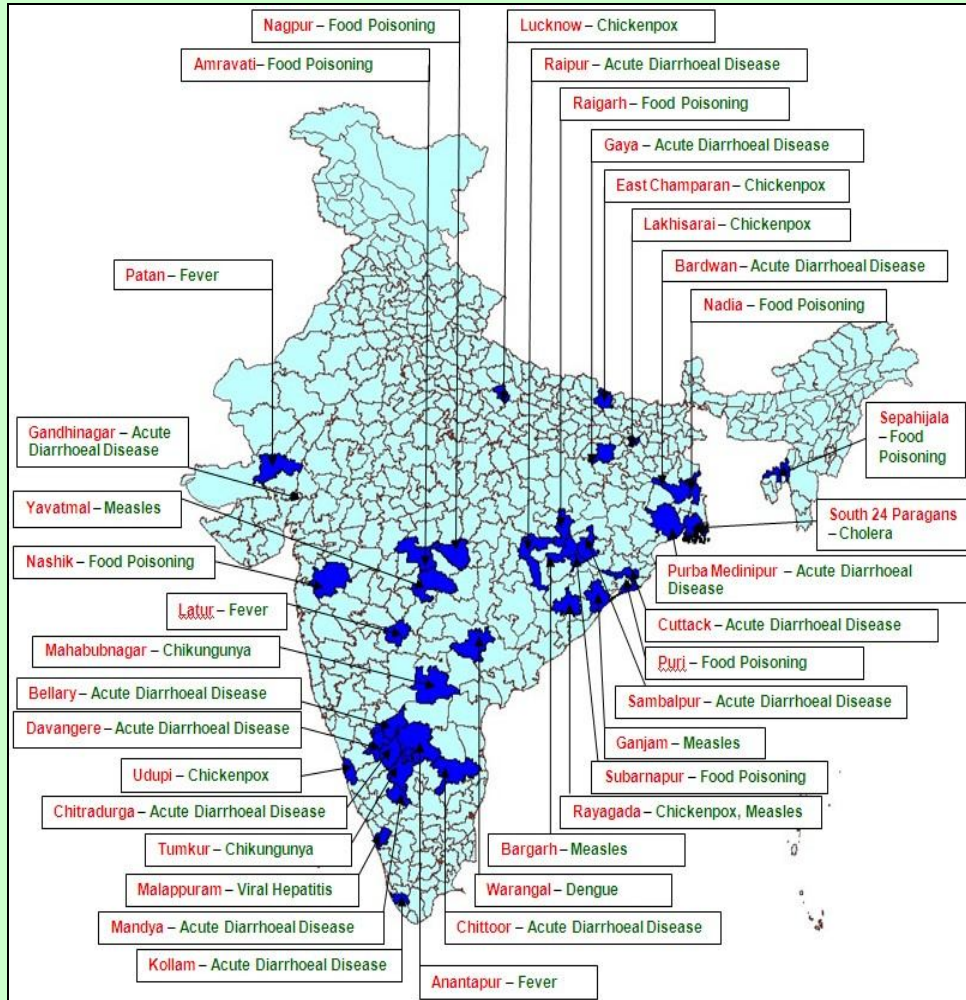 Nagpur – Food Poisoning
Lucknow – Chickenpox
Amravati– Food Poisoning
Raipur – Acute Diarrhoeal Disease
Raigarh – Food Poisoning
Gaya – Acute Diarrhoeal Disease
East Champaran – Chickenpox
Lakhisarai – Chickenpox
Patan – Fever
Bardwan – Acute Diarrhoeal Disease
Nadia – Food Poisoning
Gandhinagar – Acute
Diarrhoeal Disease
Sepahijala
– Food
Poisoning
Yavatmal – Measles
South 24 Paragans
– Cholera
Nashik – Food Poisoning
Purba Medinipur – Acute Diarrhoeal
Disease
Latur – Fever
Cuttack – Acute Diarrhoeal Disease
Mahabubnagar – Chikungunya
Puri – Food Poisoning
Bellary – Acute Diarrhoeal Disease
Sambalpur – Acute Diarrhoeal Disease
Davangere – Acute Diarrhoeal Disease
Ganjam – Measles
Udupi – Chickenpox
Subarnapur – Food Poisoning
Chitradurga – Acute Diarrhoeal Disease
Rayagada – Chickenpox, Measles
Tumkur – Chikungunya
Bargarh – Measles
Malappuram – Viral Hepatitis
Warangal – Dengue
Mandya – Acute Diarrhoeal Disease
Chittoor – Acute Diarrhoeal Disease
Kollam – Acute Diarrhoeal Disease
Anantapur – Fever